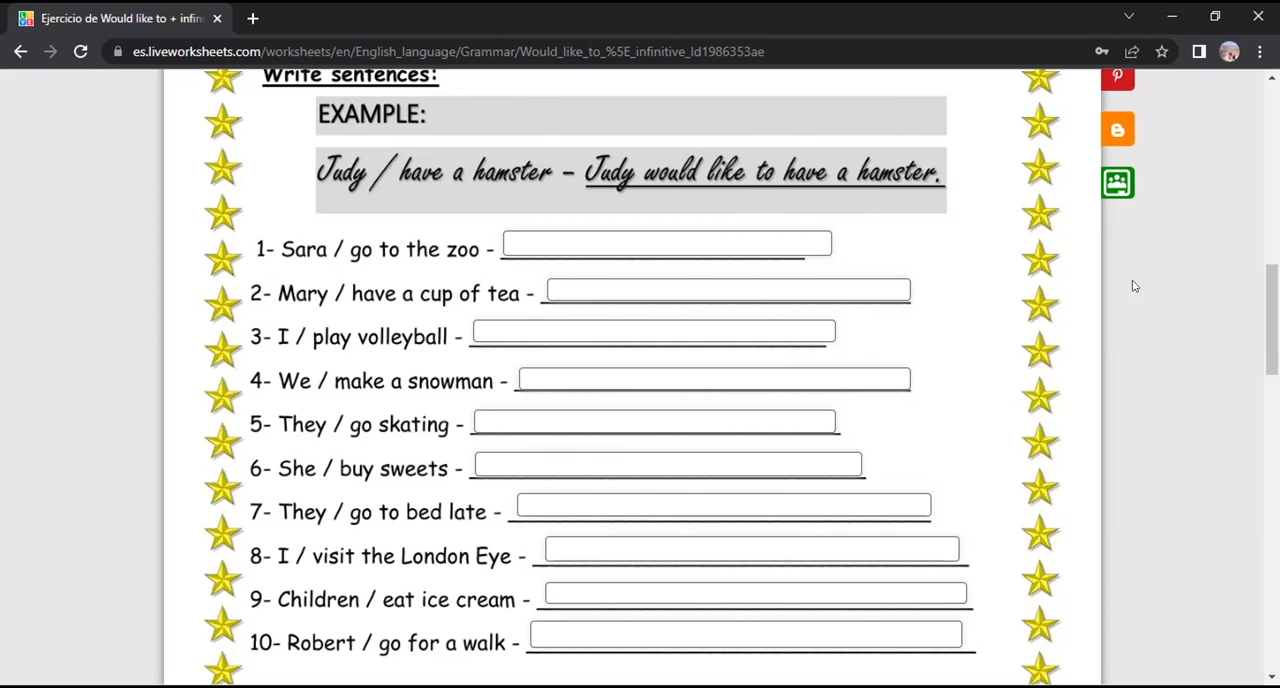 Ejercicio de Would like to + infin
es.liveworksheets.com/worksheets/en/English_language/Grammar/Would_like_to_%5E_infinitive_ld1986353ae
Write sentences:
EXAMPLE:
Judy / have a hamster – Judy would like to have a hamster.
1- Sara / go to the zoo -
2- Mary / have a cup of tea -
3- I / play volleyball -
4- We / make a snowman -
5- They / go skating -
6- She / buy sweets -
7- They / go to bed late -
8- I / visit the London Eye -
9- Children / eat ice cream -
10- Robert / go for a walk -